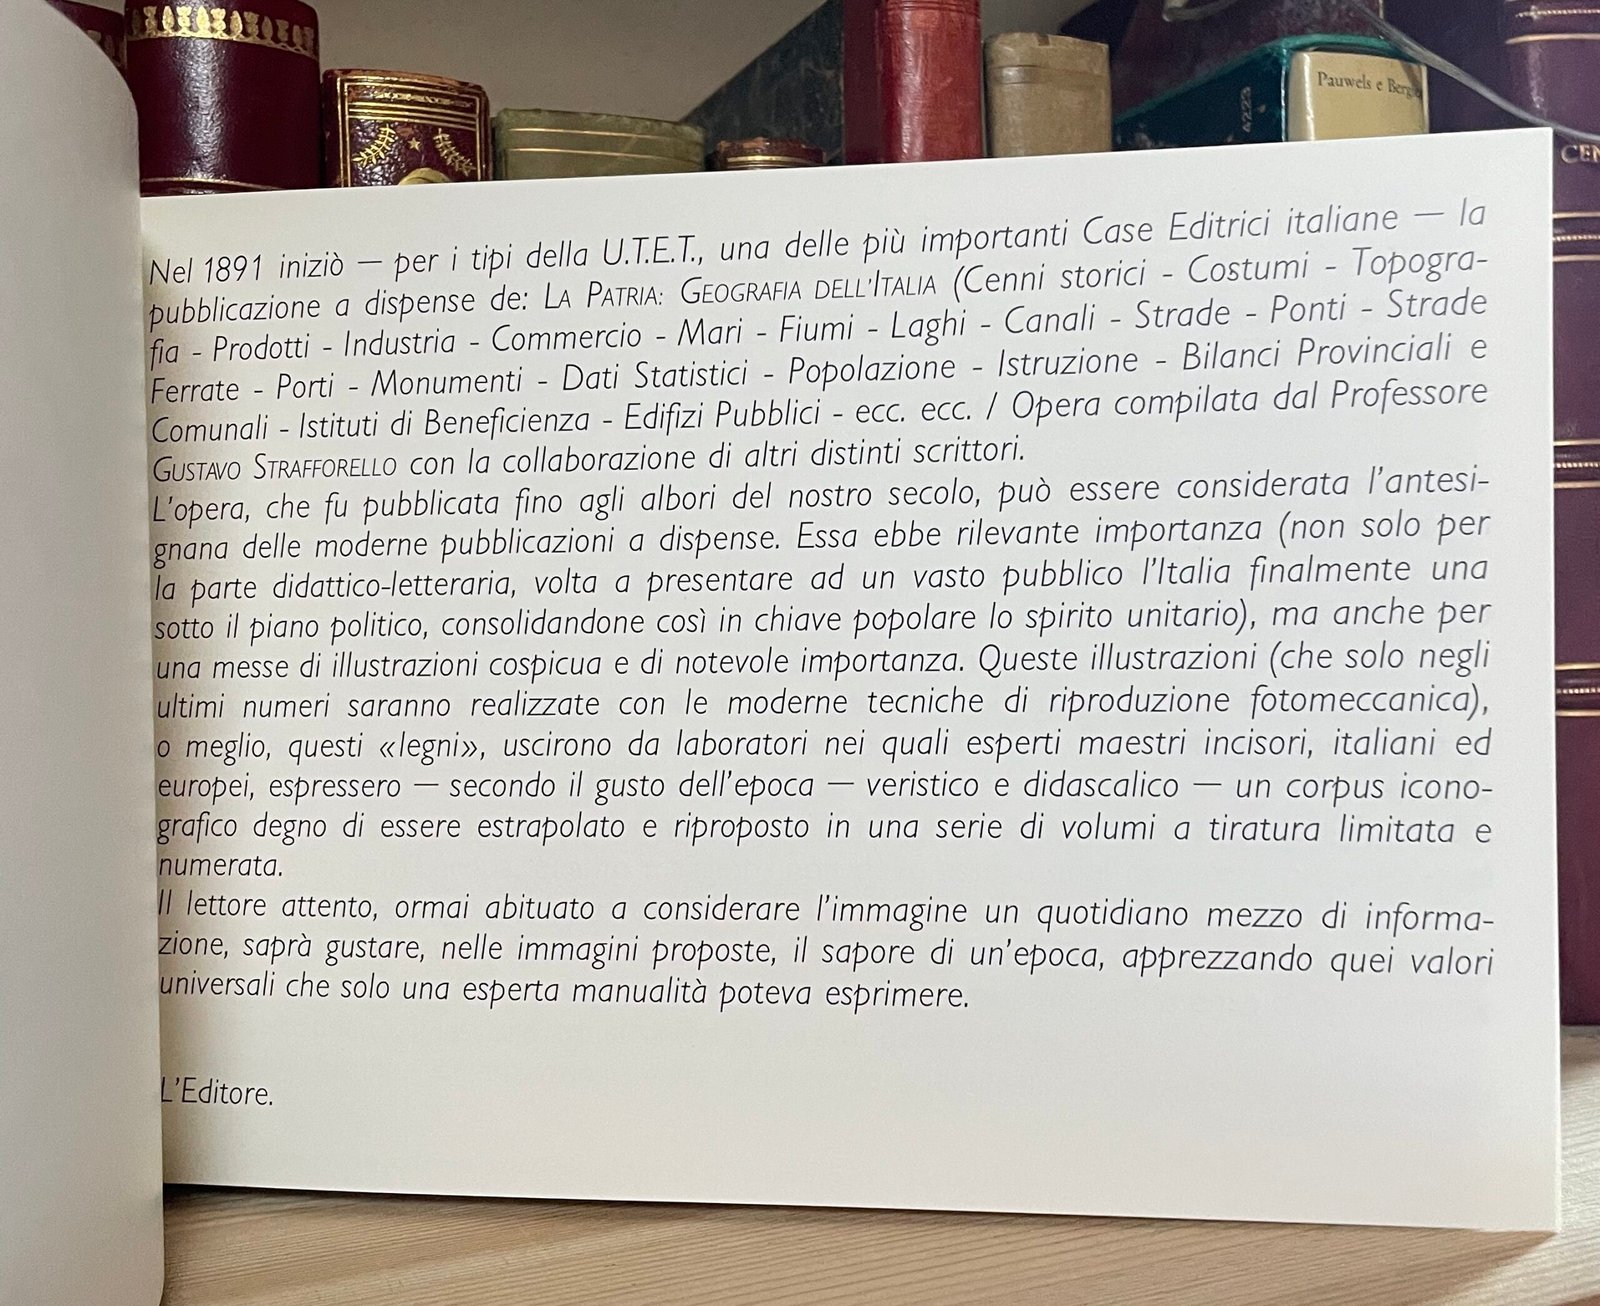 Pauwels e
4223
CEN
Nel 1891 iniziò — per i tipi della U.T.E.T., una delle più importanti Case Editrici italiane — la
pubblicazione a dispense de: LA PATRIA: GEOGRAFIA DELL'ITALIA (Cenni storici - Costumi - Topogra-
fia - Prodotti - Industria - Commercio - Mari - Fiumi - Laghi - Canali - Strade - Ponti - Strade
Ferrate - Porti - Monumenti - Dati Statistici - Popolazione - Istruzione - Bilanci Provinciali e
Comunali - Istituti di Beneficienza - Edifizi Pubblici - ecc. ecc. / Opera compilata dal Professore
GUSTAVO STRAFFORELLO con la collaborazione di altri distinti scrittori.
L'opera, che fu pubblicata fino agli albori del nostro secolo, può essere considerata l'antesi-
gnana delle moderne pubblicazioni a dispense. Essa ebbe rilevante importanza (non solo per
la parte didattico-letteraria, volta a presentare ad un vasto pubblico l'Italia finalmente una
sotto il piano politico, consolidandone così in chiave popolare lo spirito unitario), ma anche per
una messe di illustrazioni cospicua e di notevole importanza. Queste illustrazioni (che solo negli
ultimi numeri saranno realizzate con le moderne tecniche di riproduzione fotomeccanica),
o meglio, questi «legni», uscirono da laboratori nei quali esperti maestri incisori, italiani ed
europei, espressero — secondo il gusto dell'epoca — veristico e didascalico — un corpus icono-
grafico degno di essere estrapolato e riproposto in una serie di volumi a tiratura limitata e
numerata.
Il lettore attento, ormai abituato a considerare l'immagine un quotidiano mezzo di informa-
zione, saprà gustare, nelle immagini proposte, il sapore di un'epoca, apprezzando quei valori
universali che solo una esperta manualità poteva esprimere.
L'Editore.